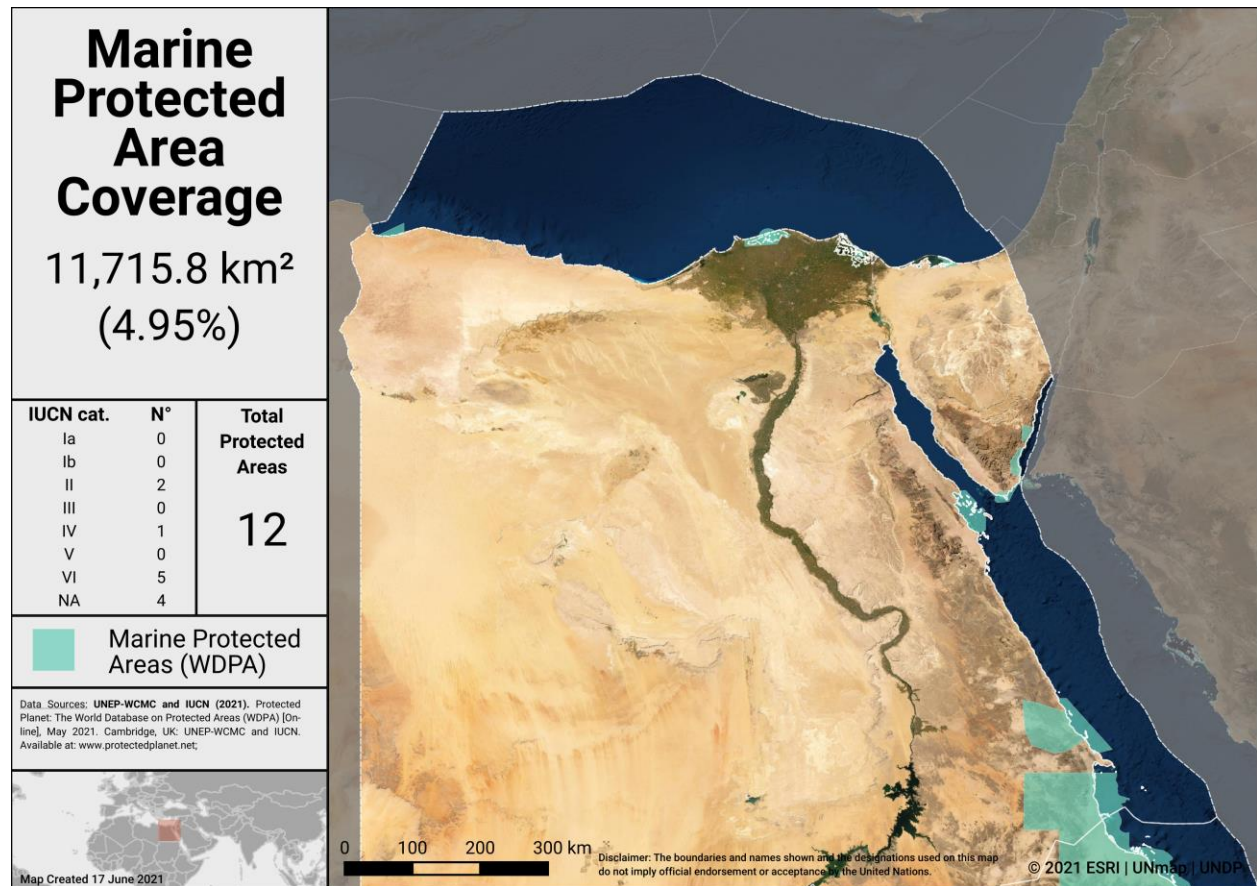 Marine
Protected
Area
Coverage
11,715.8 km²
(4.95%)
IUCN cat. N°
Ia 0
Ib 0
II 2
III 0
IV 1
V 0
VI 5
NA 4
Total
Protected
Areas
12
Marine Protected
Areas (WDPA)
Data Sources: UNEP-WCMC and IUCN (2021). Protected
Planet: The World Database on Protected Areas (WDPA) [On-
line], May 2021. Cambridge, UK: UNEP-WCMC and IUCN.
Available at: www.protectedplanet.net;
Map Created 17 June 2021
0 100 200 300 km
Disclaimer: The boundaries and names shown and the designations used on this map
do not imply official endorsement or acceptance by the United Nations.
© 2021 ESRI | UNmap | UNDP